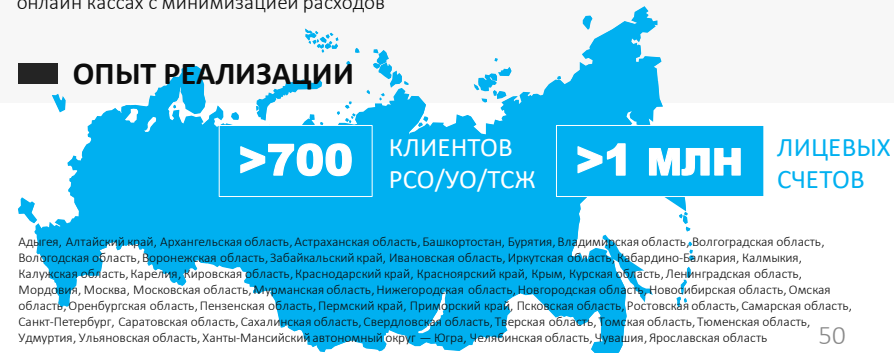 онлайн кассах с минимизацией расходов
ОПЫТ РЕАЛИЗАЦИИ
>700
КЛИЕНТОВ
РСО/УО/ТСЖ
>1 МЛН
ЛИЦЕВЫХ
СЧЕТОВ
Адыгея, Алтайский край, Архангельская область, Астраханская область, Башкортостан, Бурятия, Владимирская область, Волгоградская область,
Вологодская область, Воронежская область, Забайкальский край, Ивановская область, Иркутская область, Кабардино-Балкария, Калмыкия,
Калужская область, Карелия, Кировская область, Краснодарский край, Красноярский край, Крым, Курская область, Ленинградская область,
Мордовия, Москва, Московская область, Мурманская область, Нижегородская область, Новгородская область, Новосибирская область, Омская
область, Оренбургская область, Пензенская область, Пермский край, Приморский край, Псковская область, Ростовская область, Самарская область,
Санкт-Петербург, Саратовская область, Сахалинская область, Свердловская область, Тверская область, Томская область, Тюменская область,
Удмуртия, Ульяновская область, Ханты-Мансийский автономный округ — Югра, Челябинская область, Чувашия, Ярославская область
50